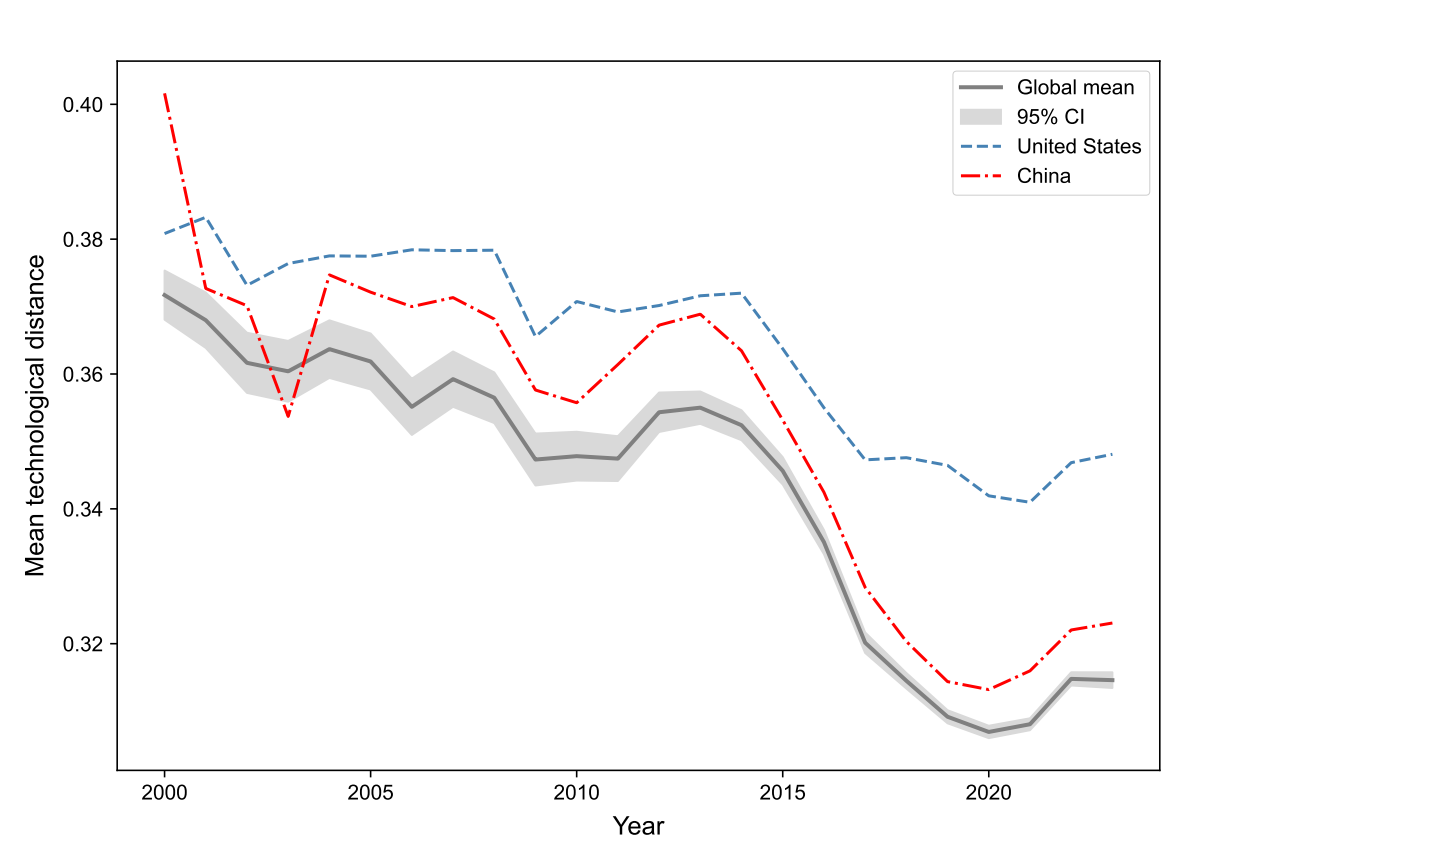 Global mean
95% CI
United States
China
0.40
0.38
0.36
0.34
0.32
Mean technological distance
2000 2005 2010 2015 2020
Year